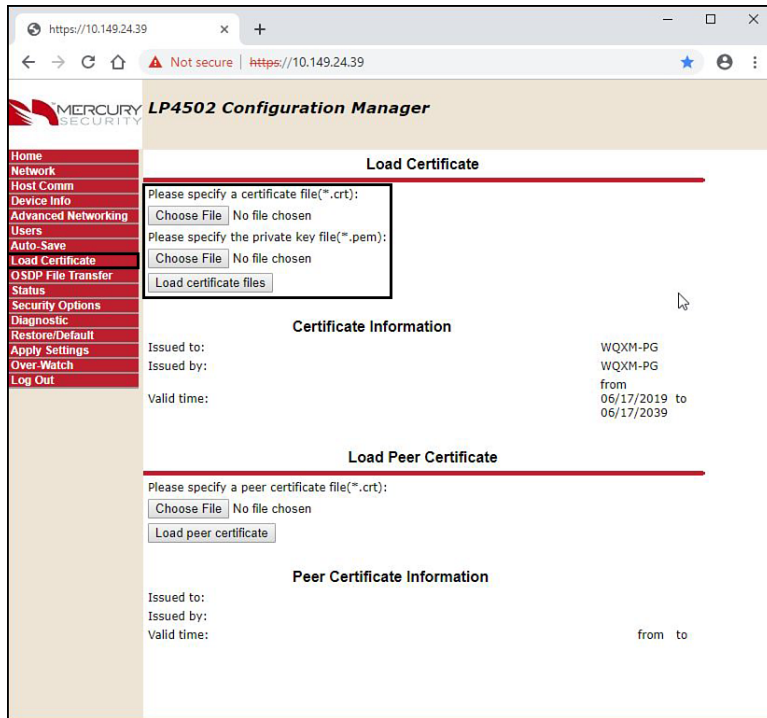 https://10.149.24.39
Not secure | https://10.149.24.39
MERCURY SECURITY
LP4502 Configuration Manager
Home
Network
Host Comm
Device Info
Advanced Networking
Users
Auto-Save
Load Certificate
OSDP File Transfer
Status
Security Options
Diagnostic
Restore/Default
Apply Settings
Over-Watch
Log Out
Load Certificate
Please specify a certificate file(*.crt):
Choose File No file chosen
Please specify the private key file(*.pem):
Choose File No file chosen
Load certificate files
Certificate Information
Issued to: WQXM-PG
Issued by: WQXM-PG
Valid time: from 06/17/2019 to 06/17/2039
Load Peer Certificate
Please specify a peer certificate file(*.crt):
Choose File No file chosen
Load peer certificate
Peer Certificate Information
Issued to:
Issued by:
Valid time: from to